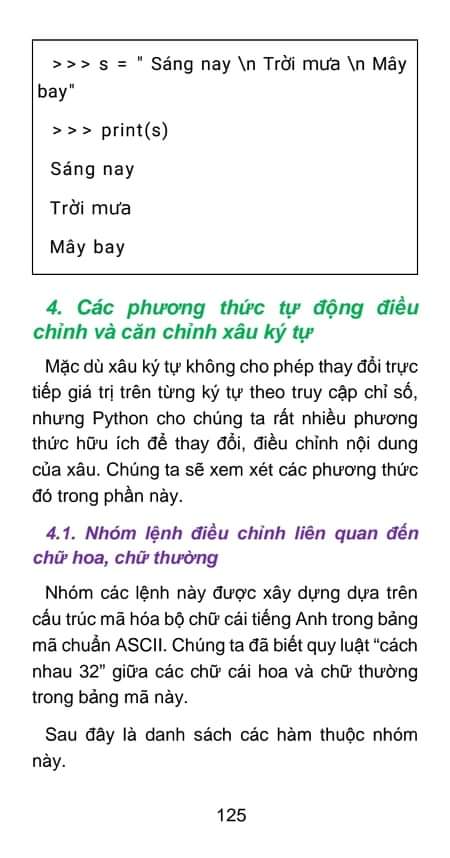 > > > s = " Sáng nay \n Trời mưa \n Mây
bay"
> > > print(s)
Sáng nay
Trời mưa
Mây bay
4. Các phương thức tự động điều
chỉnh và căn chỉnh xâu ký tự
Mặc dù xâu ký tự không cho phép thay đổi trực
tiếp giá trị trên từng ký tự theo truy cập chỉ số,
nhưng Python cho chúng ta rất nhiều phương
thức hữu ích để thay đổi, điều chỉnh nội dung
của xâu. Chúng ta sẽ xem xét các phương thức
đó trong phần này.
4.1. Nhóm lệnh điều chỉnh liên quan đến
chữ hoa, chữ thường
Nhóm các lệnh này được xây dựng dựa trên
cấu trúc mã hóa bộ chữ cái tiếng Anh trong bảng
mã chuẩn ASCII. Chúng ta đã biết quy luật “cách
nhau 32” giữa các chữ cái hoa và chữ thường
trong bảng mã này.
Sau đây là danh sách các hàm thuộc nhóm
này.
125